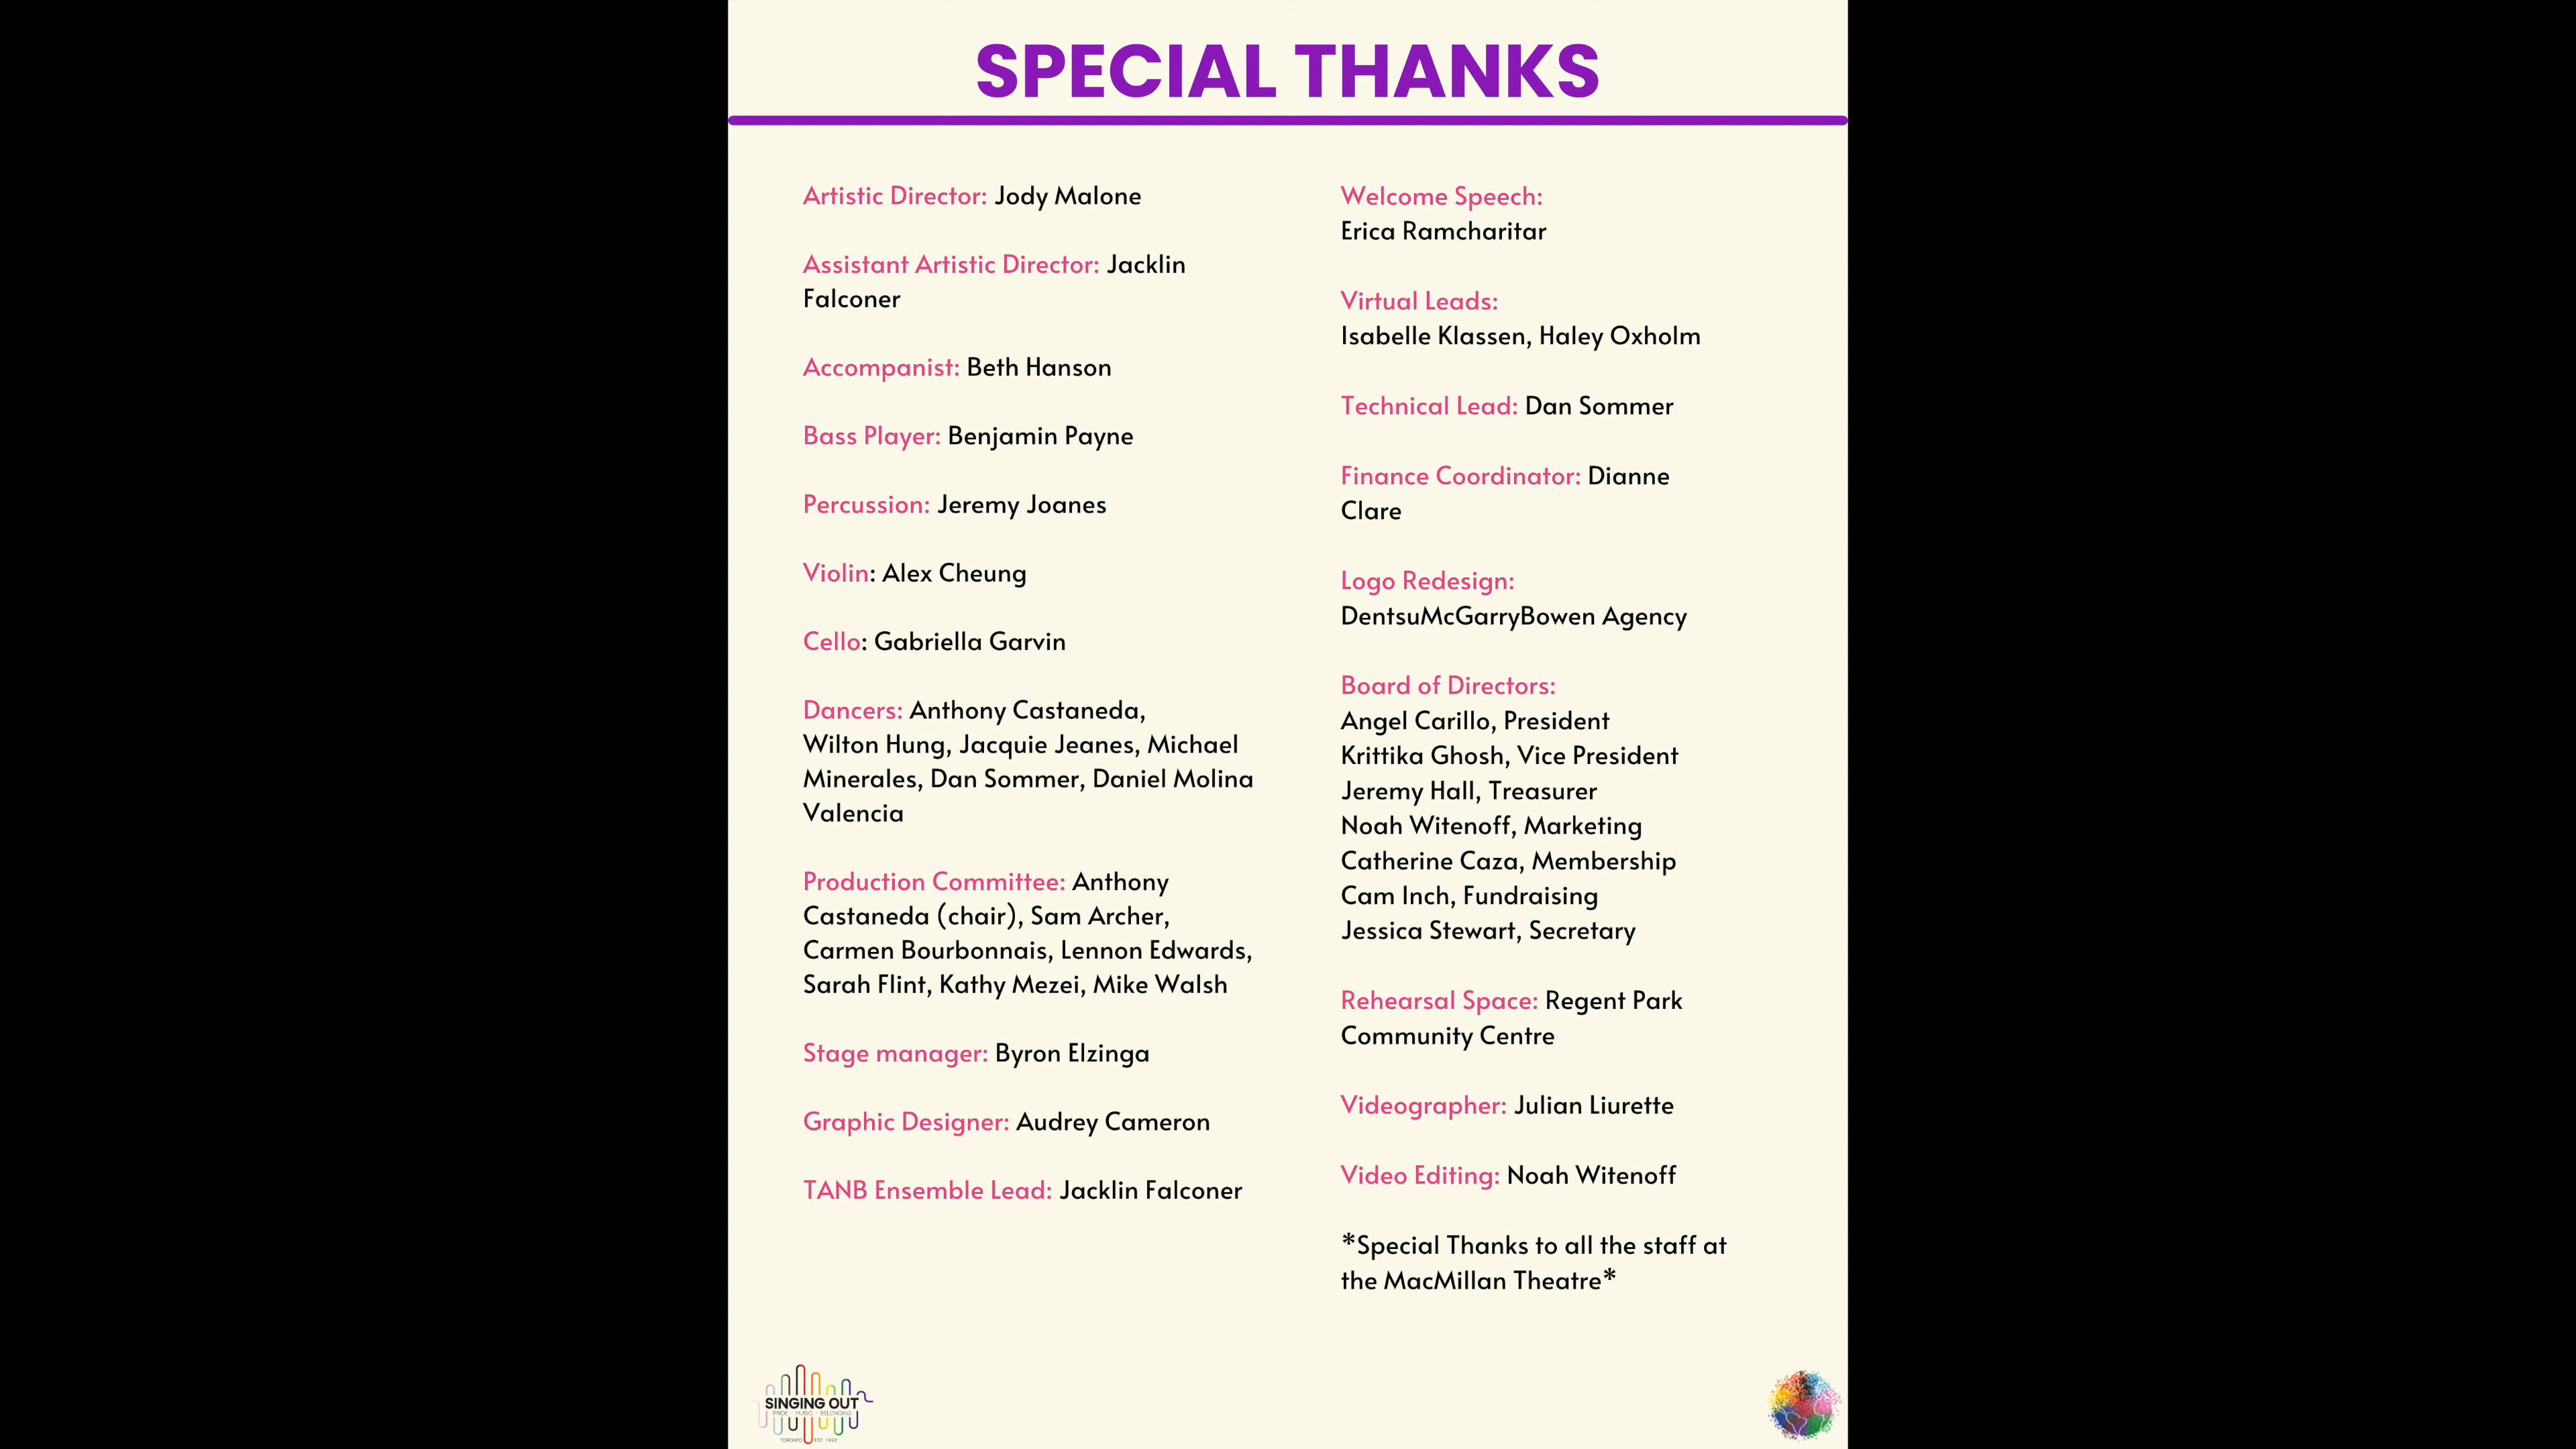 SPECIAL THANKS
Artistic Director: Jody Malone
Assistant Artistic Director: Jacklin
Falconer
Accompanist: Beth Hanson
Bass Player: Benjamin Payne
Percussion: Jeremy Joanes
Violin: Alex Cheung
Cello: Gabriella Garvin
Dancers: Anthony Castaneda,
Wilton Hung, Jacquie Jeanes, Michael
Minerales, Dan Sommer, Daniel Molina
Valencia
Production Committee: Anthony
Castaneda (chair), Sam Archer,
Carmen Bourbonnais, Lennon Edwards,
Sarah Flint, Kathy Mezei, Mike Walsh
Stage manager: Byron Elzinga
Graphic Designer: Audrey Cameron
TANB Ensemble Lead: Jacklin Falconer
Welcome Speech:
Erica Ramcharitar
Virtual Leads:
Isabelle Klassen, Haley Oxholm
Technical Lead: Dan Sommer
Finance Coordinator: Dianne
Clare
Logo Redesign:
DentsuMcGarryBowen Agency
Board of Directors:
Angel Carillo, President
Krittika Ghosh, Vice President
Jeremy Hall, Treasurer
Noah Witenoff, Marketing
Catherine Caza, Membership
Cam Inch, Fundraising
Jessica Stewart, Secretary
Rehearsal Space: Regent Park
Community Centre
Videographer: Julian Liurette
Video Editing: Noah Witenoff
*Special Thanks to all the staff at
the MacMillan Theatre*
SINGING OUT
PRIDE · MUSIC · BELONGING
TORONTO EST. 1992